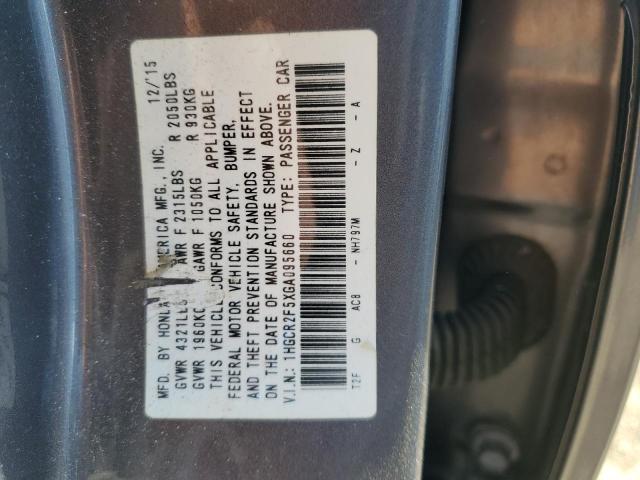 MFD. BY AMERICA MFG., INC. 12/'15
GVWR GAWR F 2315LBS R 2050LBS
GVWR 1960KG GAWR F 1050KG R 930KG
THIS VEHICLE CONFORMS TO ALL APPLICABLE
FEDERAL MOTOR VEHICLE SAFETY, BUMPER,
AND THEFT PREVENTION STANDARDS IN EFFECT
ON THE DATE OF MANUFACTURE SHOWN ABOVE.
V.I.N.: 1HGCR2F5XGA095660 TYPE: PASSENGER CAR
T2F G AC8 - NH797M - Z - A